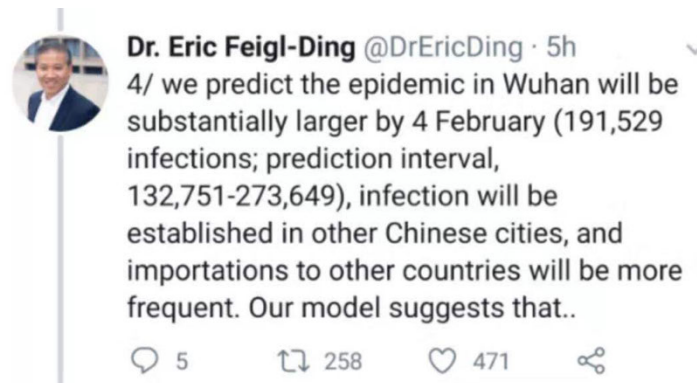 Dr. Eric Feigl-Ding @DrEricDing · 5h
4/ we predict the epidemic in Wuhan will be
substantially larger by 4 February (191,529
infections; prediction interval,
132,751-273,649), infection will be
established in other Chinese cities, and
importations to other countries will be more
frequent. Our model suggests that..
5 258 471